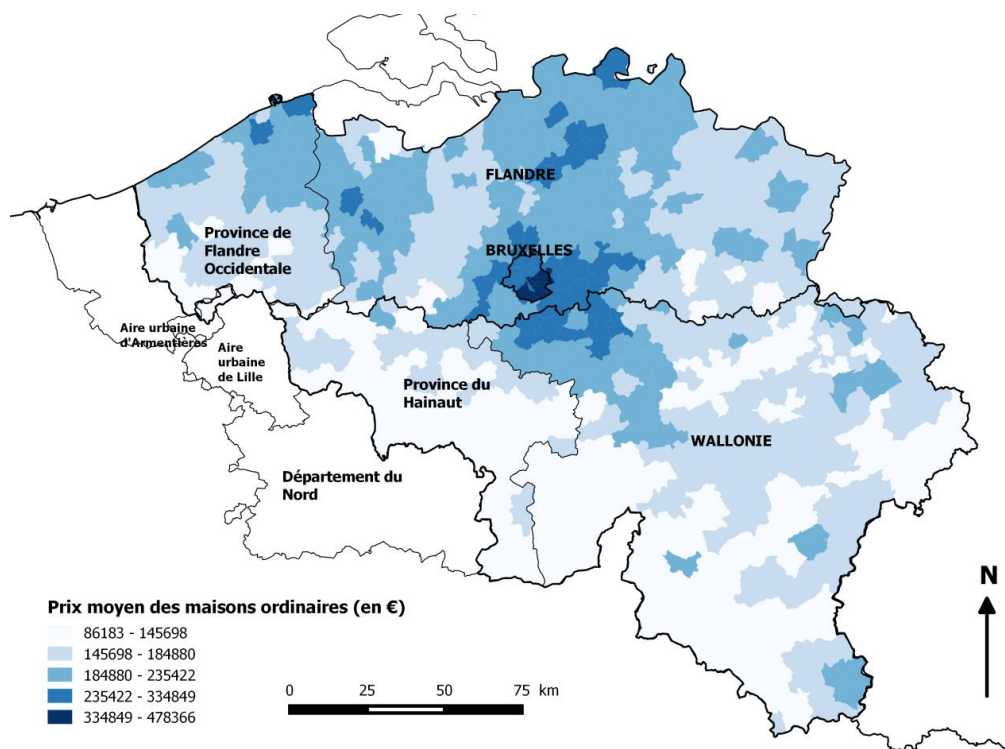 FLANDRE
Province de
Flandre
Occidentale
BRUXELLES
Aire urbaine
d'Armentières
Aire
urbaine
de Lille
Province du
Hainaut
WALLONIE
Département du
Nord
N
Prix moyen des maisons ordinaires (en €)
86183 - 145698
145698 - 184880
184880 - 235422
235422 - 334849
334849 - 478366
0 25 50 75 km